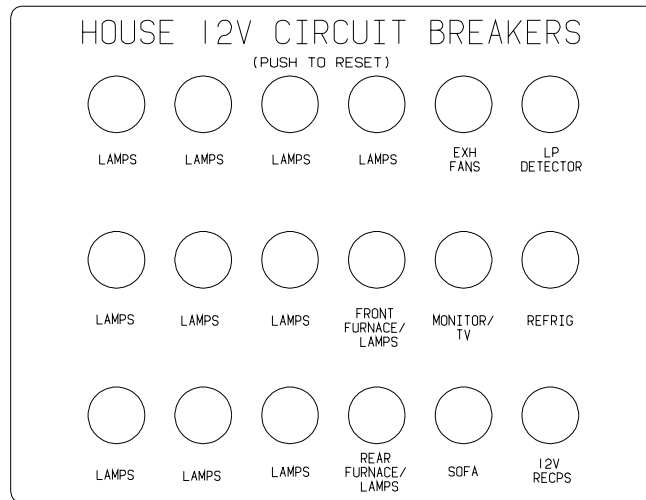 HOUSE 12V CIRCUIT BREAKERS
(PUSH TO RESET)
LAMPS LAMPS LAMPS LAMPS EXH FANS LP DETECTOR
LAMPS LAMPS LAMPS FRONT FURNACE/ LAMPS MONITOR/ TV REFRIG
LAMPS LAMPS LAMPS REAR FURNACE/ LAMPS SOFA 12V RECPS